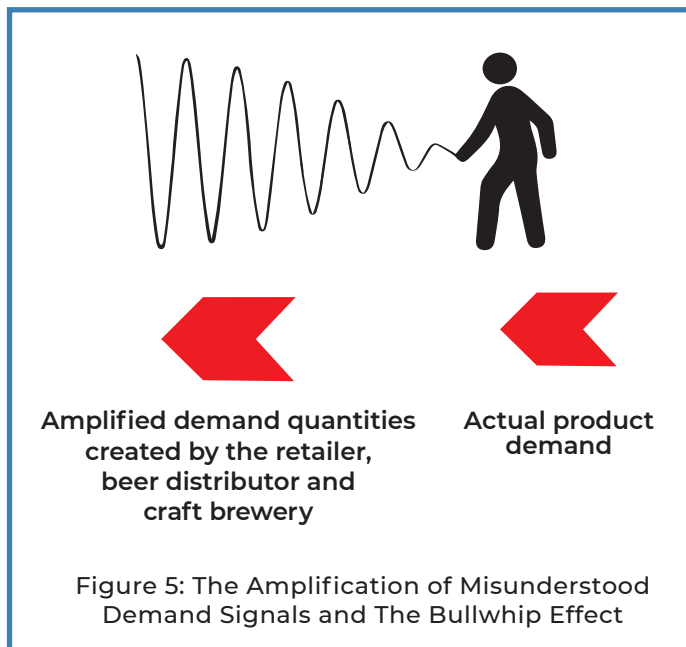 Amplified demand quantities
created by the retailer,
beer distributor and
craft brewery
Actual product
demand
Figure 5: The Amplification of Misunderstood
Demand Signals and The Bullwhip Effect